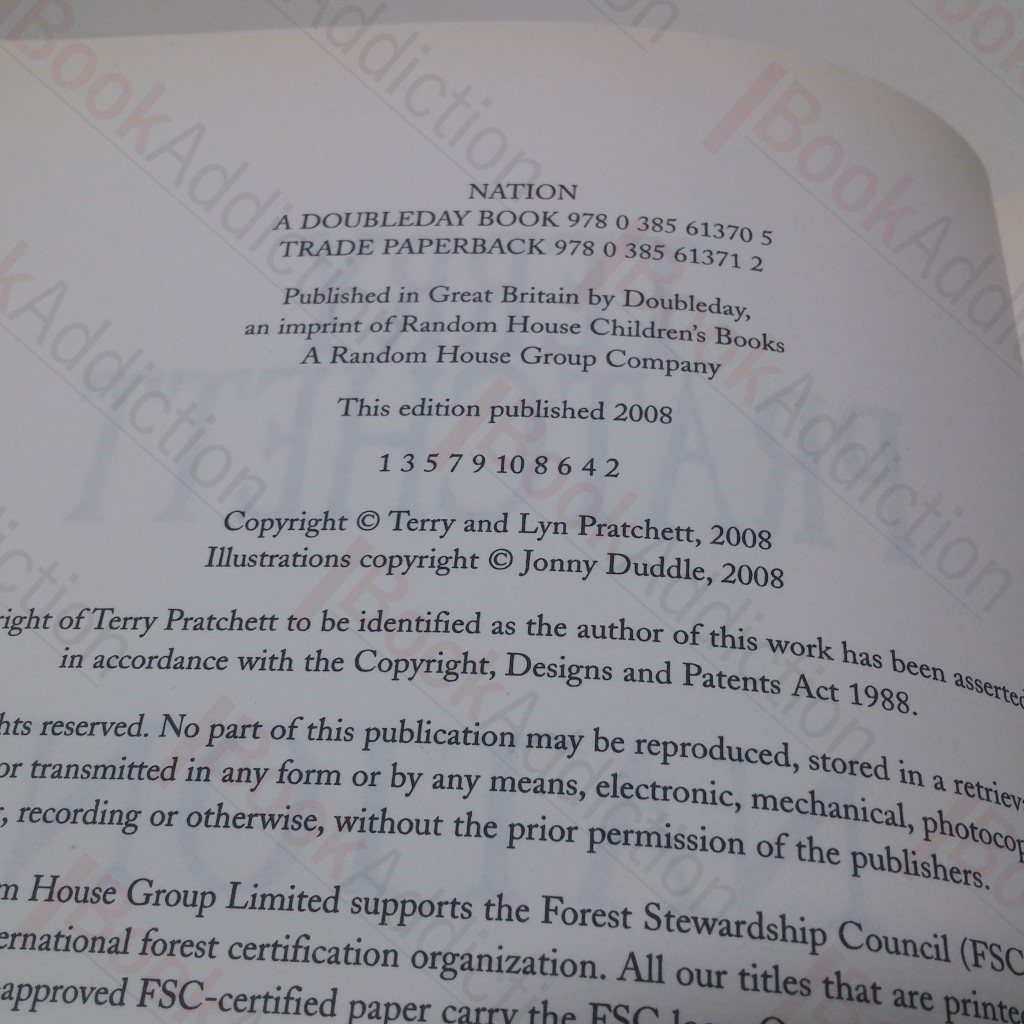 NATION
A DOUBLEDAY BOOK 978 0 385 61370 5
TRADE PAPERBACK 978 0 385 61371 2
Published in Great Britain by Doubleday,
an imprint of Random House Children's Books
A Random House Group Company
This edition published 2008
1 3 5 7 9 10 8 6 4 2
Copyright © Terry and Lyn Pratchett, 2008
Illustrations copyright © Jonny Duddle, 2008
ight of Terry Pratchett to be identified as the author of this work has been asserted
in accordance with the Copyright, Designs and Patents Act 1988.
hts reserved. No part of this publication may be reproduced, stored in a retriev
or transmitted in any form or by any means, electronic, mechanical, photocop
, recording or otherwise, without the prior permission of the publishers.
m House Group Limited supports the Forest Stewardship Council (FSC
ernational forest certification organization. All our titles that are printe
approved FSC-certified paper carry the FSC
BookAddiction